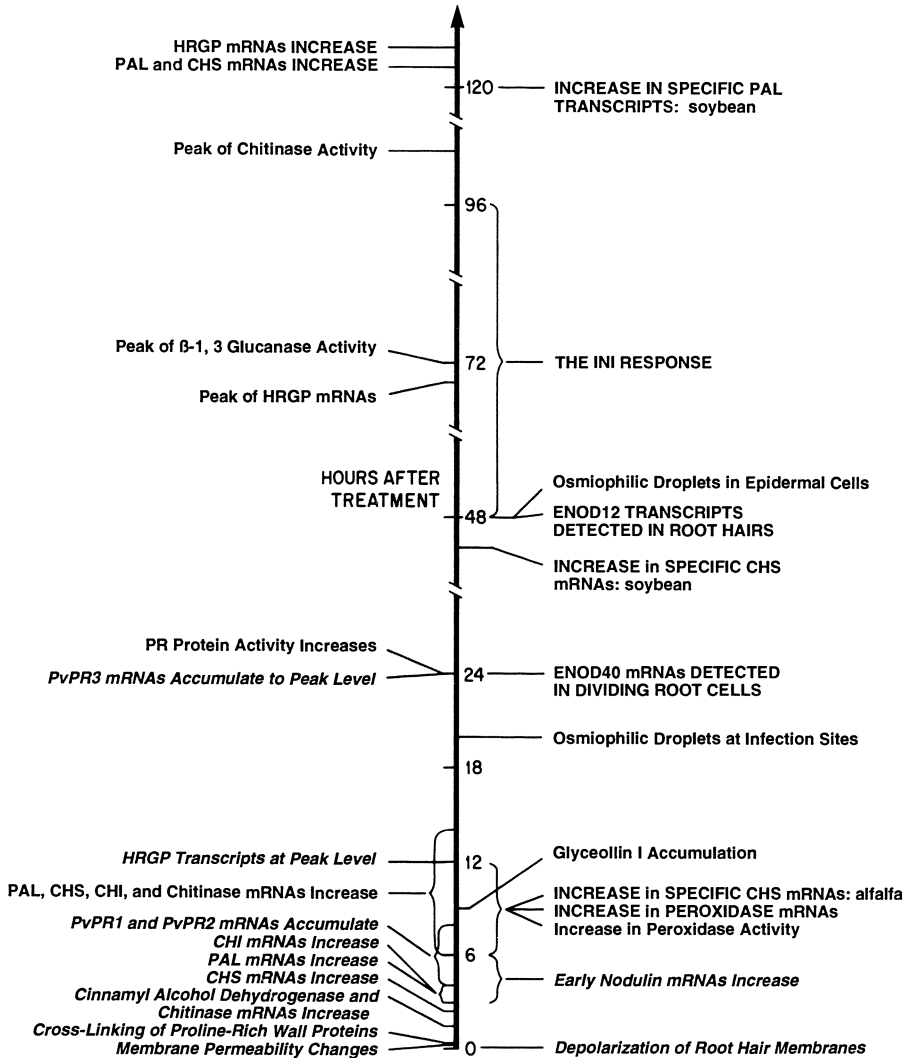 HRGP mRNAs INCREASE
PAL and CHS mRNAs INCREASE
120
INCREASE IN SPECIFIC PAL
TRANSCRIPTS: soybean
Peak of Chitinase Activity
96
Peak of ß-1, 3 Glucanase Activity
72
THE INI RESPONSE
Peak of HRGP mRNAs
HOURS AFTER
TREATMENT
Osmiophilic Droplets in Epidermal Cells
48
ENOD12 TRANSCRIPTS
DETECTED IN ROOT HAIRS
INCREASE in SPECIFIC CHS
mRNAs: soybean
PR Protein Activity Increases
PvPR3 mRNAs Accumulate to Peak Level
24
ENOD40 mRNAs DETECTED
IN DIVIDING ROOT CELLS
Osmiophilic Droplets at Infection Sites
18
HRGP Transcripts at Peak Level
12
Glyceollin I Accumulation
PAL, CHS, CHI, and Chitinase mRNAs Increase
INCREASE in SPECIFIC CHS mRNAs: alfalfa
INCREASE in PEROXIDASE mRNAs
Increase in Peroxidase Activity
PvPR1 and PvPR2 mRNAs Accumulate
CHI mRNAs Increase
6
PAL mRNAs Increase
CHS mRNAs Increase
Early Nodulin mRNAs Increase
Cinnamyl Alcohol Dehydrogenase and
Chitinase mRNAs Increase
Cross-Linking of Proline-Rich Wall Proteins
Membrane Permeability Changes
0
Depolarization of Root Hair Membranes